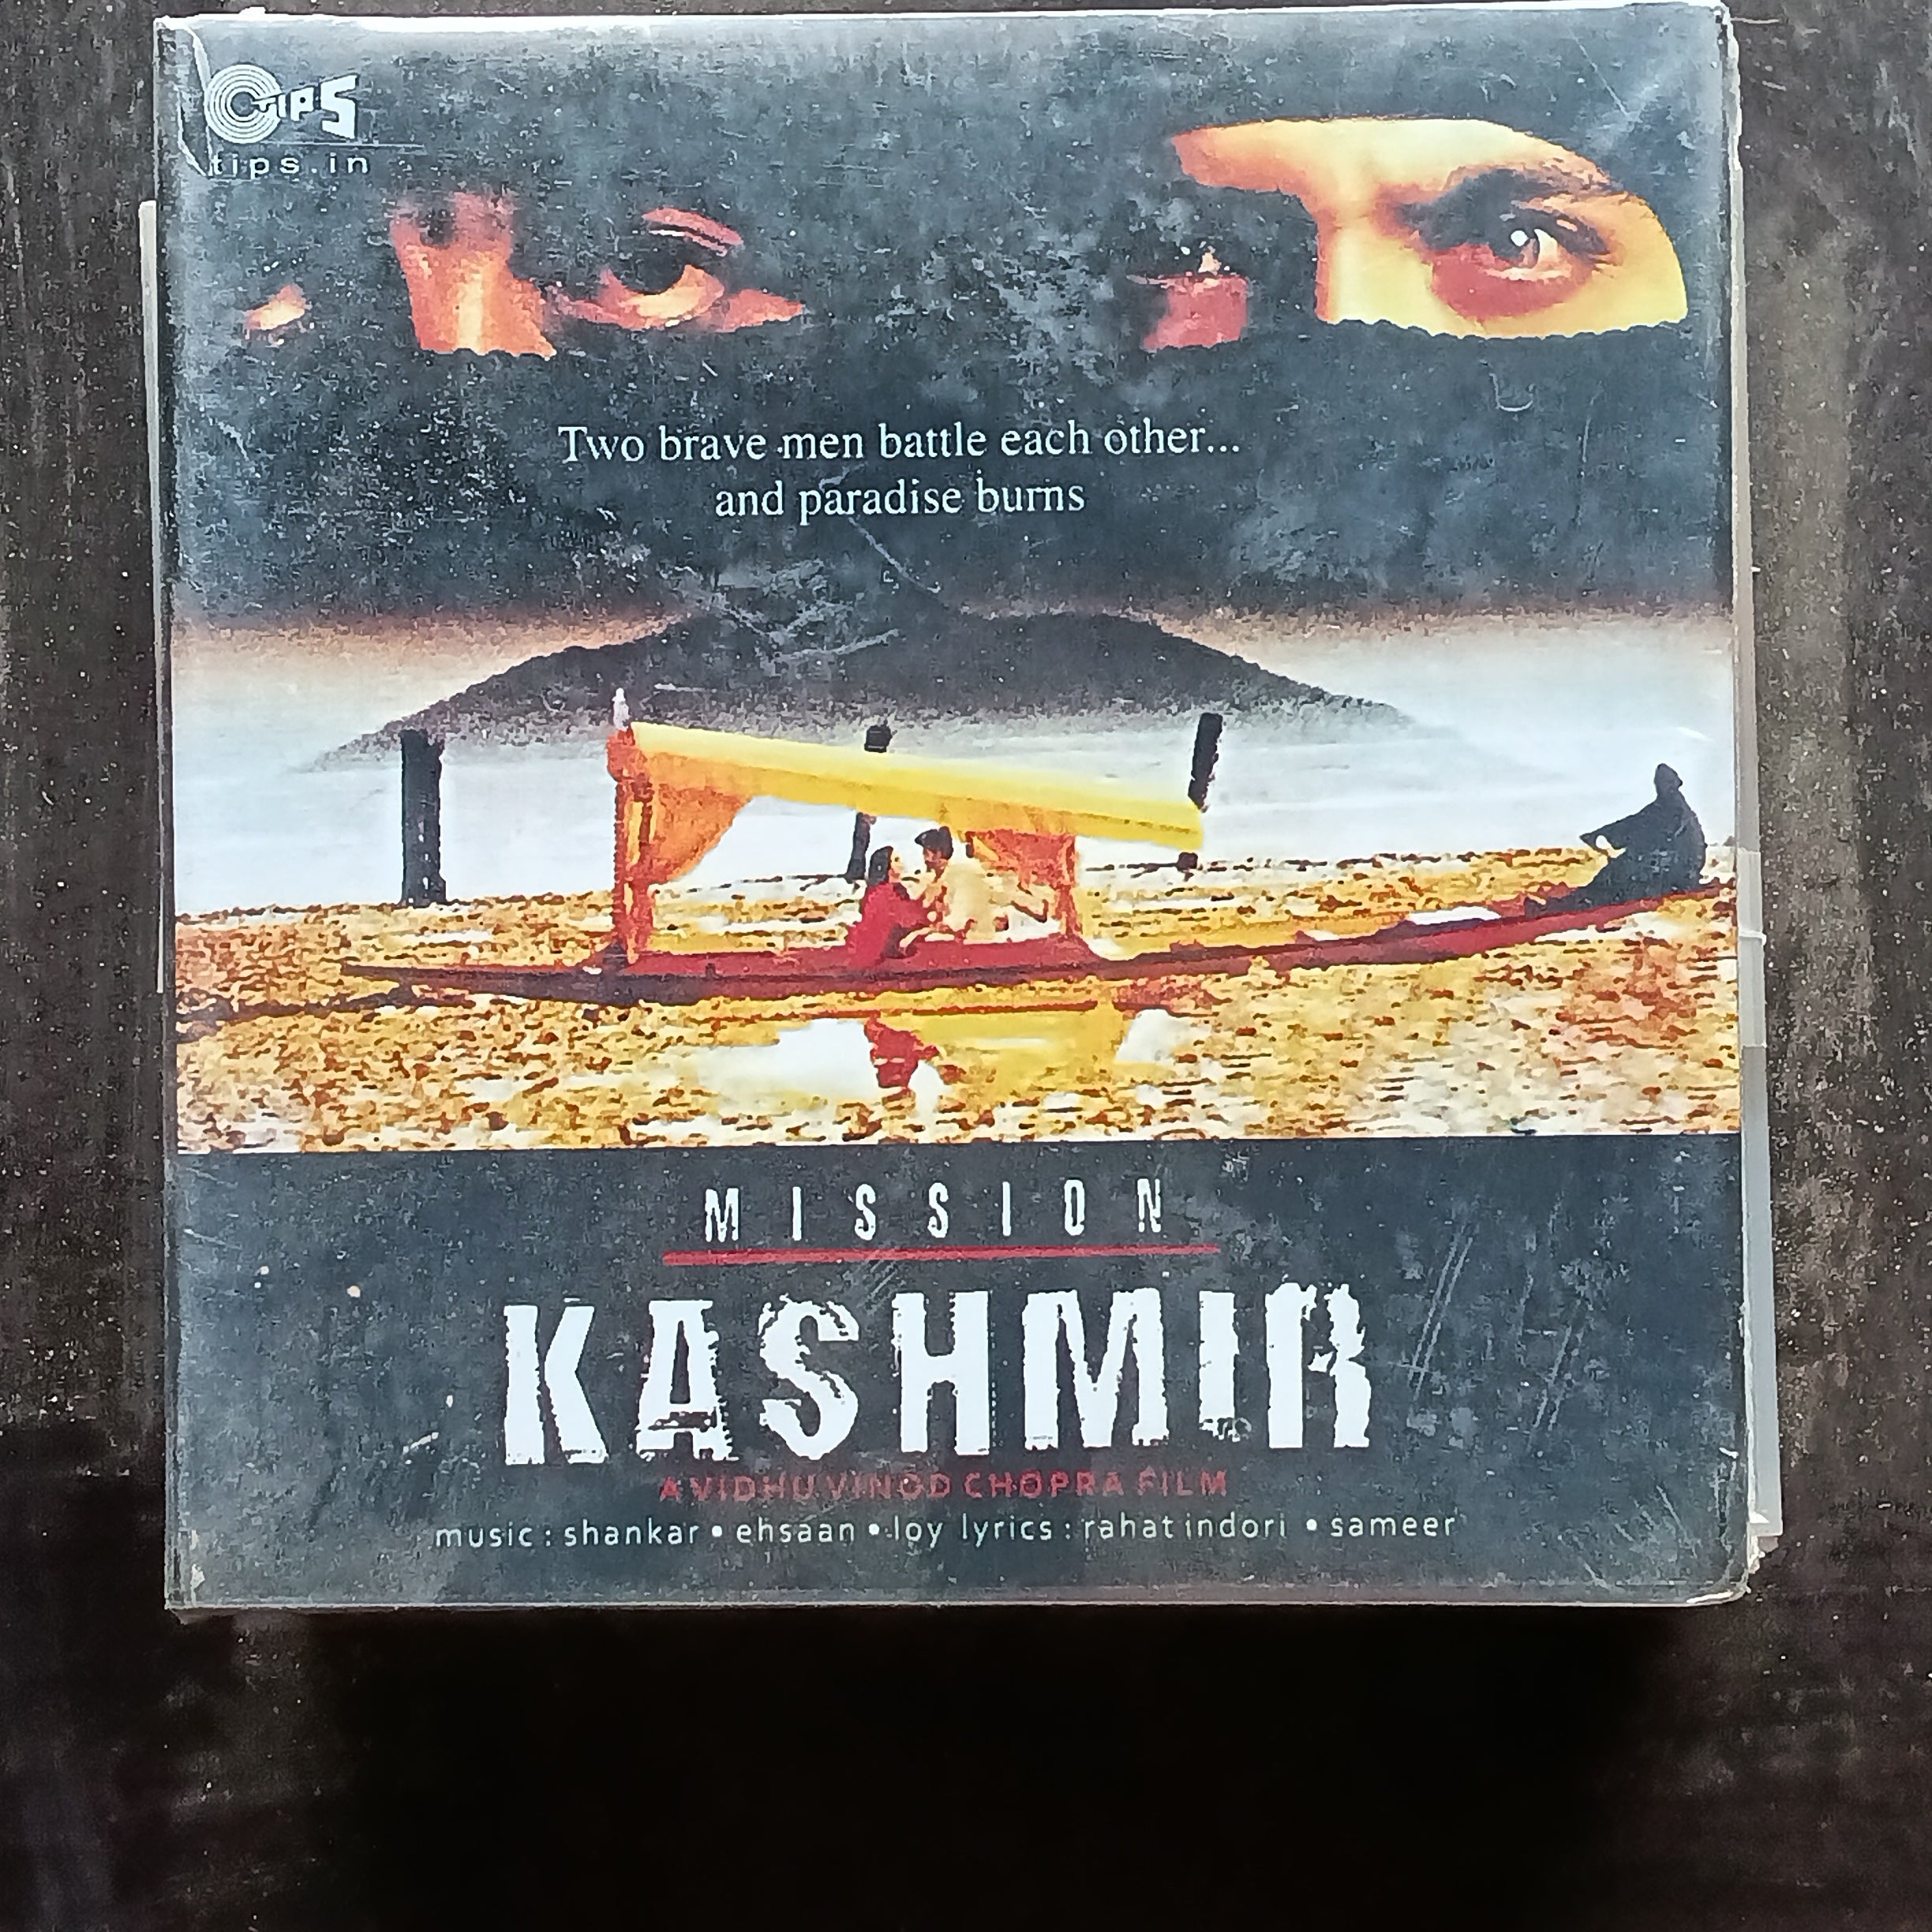 TIPS
tips.in
Two brave men battle each other...
and paradise burns
MISSION
KASHMIR
A VIDHU VINOD CHOPRA FILM
music : shankar • ehsaan • loy lyrics : rahat indori • sameer